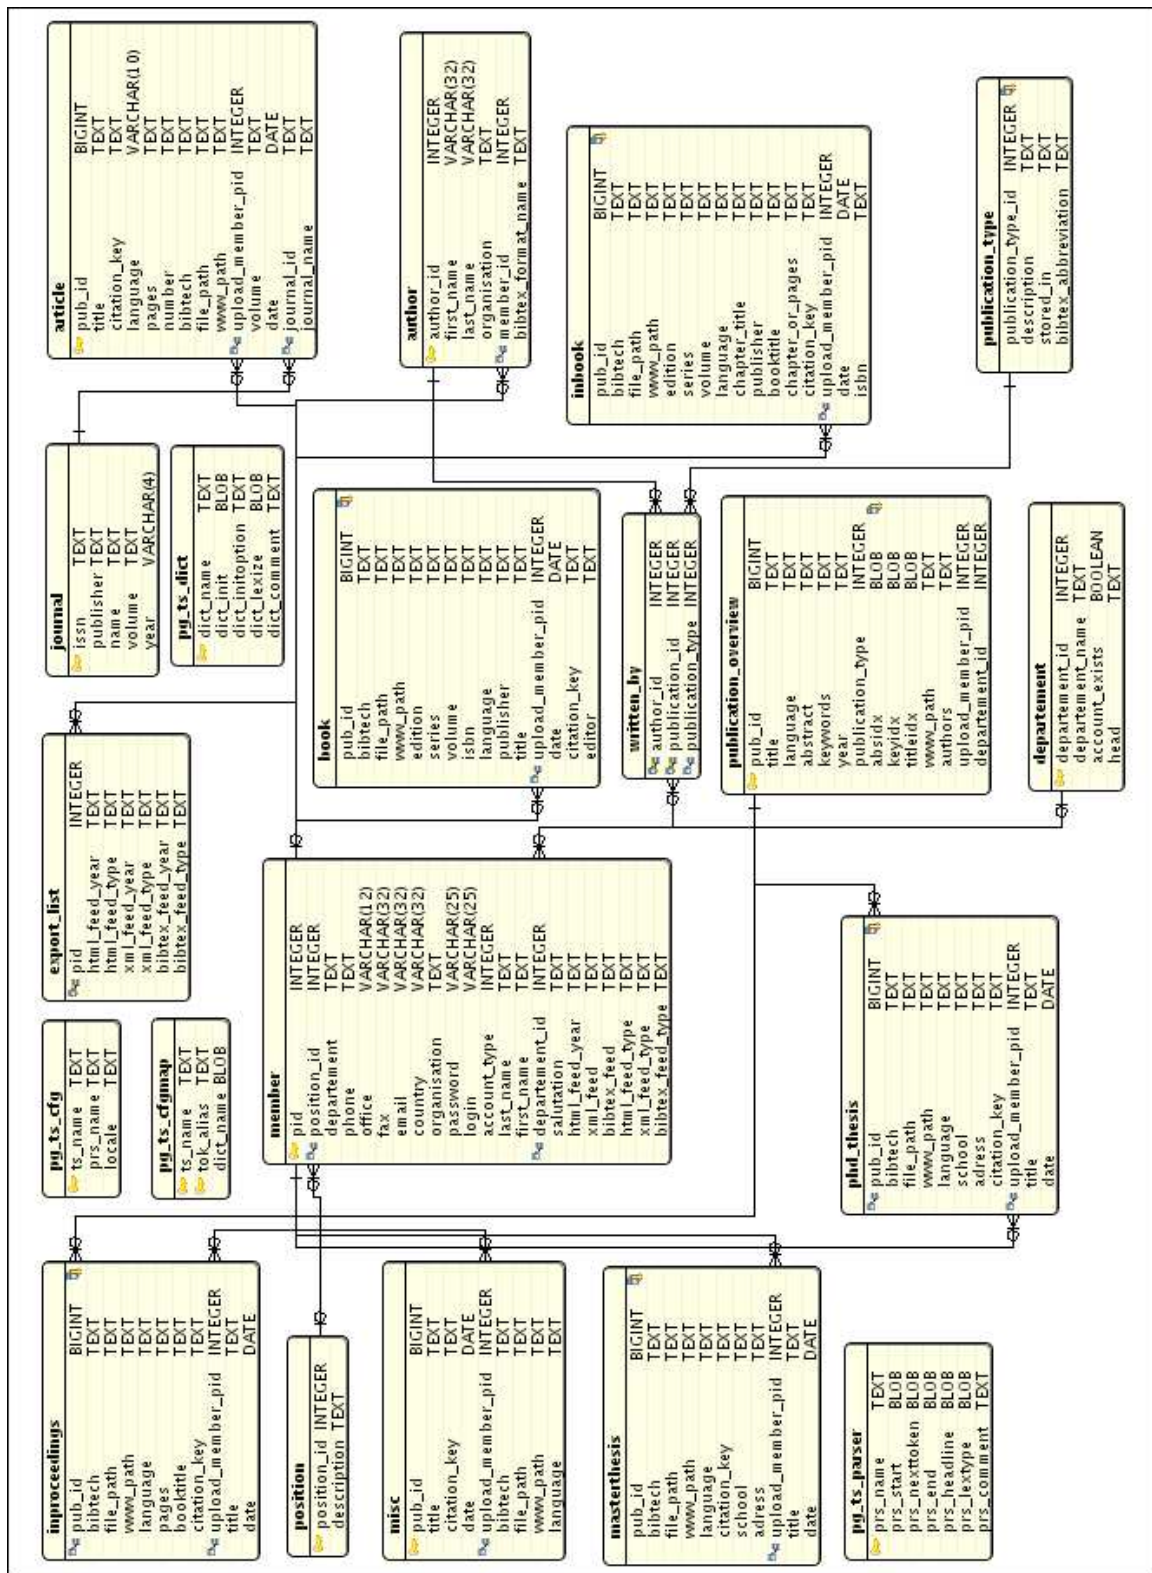 inproceedings
pub_id BIGINT
bibtech TEXT
file_path TEXT
www_path TEXT
language TEXT
pages TEXT
booktitle TEXT
citation_key TEXT
upload_member_pid INTEGER
title TEXT
date DATE
pg_ts_cfg
ts_name TEXT
prs_name TEXT
locale TEXT
pg_ts_cfgmap
ts_name TEXT
tok_alias TEXT
dict_name BLOB
export_list
pid INTEGER
html_feed_year TEXT
html_feed_type TEXT
xml_feed_year TEXT
xml_feed_type TEXT
bibtex_feed_year TEXT
bibtex_feed_type TEXT
journal
issn TEXT
publisher TEXT
name TEXT
volume TEXT
year VARCHAR(4)
pg_ts_dict
dict_name TEXT
dict_init BLOB
dict_initoption TEXT
dict_lexize BLOB
dict_comment TEXT
article
pub_id BIGINT
title TEXT
citation_key TEXT
language VARCHAR(10)
pages TEXT
number TEXT
bibtech TEXT
file_path TEXT
www_path TEXT
upload_member_pid INTEGER
volume TEXT
date DATE
journal_id TEXT
journal_name TEXT
position
position_id INTEGER
description TEXT
member
pid INTEGER
position_id INTEGER
departement TEXT
phone TEXT
office VARCHAR(12)
fax VARCHAR(32)
email VARCHAR(32)
country VARCHAR(32)
organisation TEXT
password VARCHAR(25)
login VARCHAR(25)
account_type INTEGER
last_name TEXT
first_name TEXT
departement_id INTEGER
salutation TEXT
html_feed_year TEXT
xml_feed TEXT
bibtex_feed TEXT
html_feed_type TEXT
xml_feed_type TEXT
bibtex_feed_type TEXT
book
pub_id BIGINT
bibtech TEXT
file_path TEXT
www_path TEXT
edition TEXT
series TEXT
volume TEXT
isbn TEXT
language TEXT
publisher TEXT
title TEXT
upload_member_pid INTEGER
date DATE
citation_key TEXT
editor TEXT
author
author_id INTEGER
first_name VARCHAR(32)
last_name VARCHAR(32)
organisation TEXT
member_id INTEGER
bibtex_format_name TEXT
misc
pub_id BIGINT
title TEXT
citation_key TEXT
date DATE
upload_member_pid INTEGER
bibtech TEXT
file_path TEXT
www_path TEXT
language TEXT
inbook
pub_id BIGINT
bibtech TEXT
file_path TEXT
www_path TEXT
edition TEXT
series TEXT
volume TEXT
language TEXT
chapter_title TEXT
publisher TEXT
booktitle TEXT
chapter_or_pages TEXT
citation_key TEXT
upload_member_pid INTEGER
date DATE
isbn TEXT
masterthesis
pub_id BIGINT
bibtech TEXT
file_path TEXT
www_path TEXT
language TEXT
citation_key TEXT
school TEXT
adress TEXT
upload_member_pid INTEGER
title TEXT
date DATE
written_by
author_id INTEGER
publication_id INTEGER
publication_type INTEGER
publication_overview
pub_id BIGINT
title TEXT
language TEXT
abstract TEXT
keywords TEXT
year TEXT
publication_type INTEGER
absidx BLOB
keyidx BLOB
titleidx BLOB
www_path TEXT
authors TEXT
upload_member_pid INTEGER
departement_id INTEGER
pg_ts_parser
prs_name TEXT
prs_start BLOB
prs_nexttoken BLOB
prs_end BLOB
prs_headline BLOB
prs_lextype BLOB
prs_comment TEXT
phd_thesis
pub_id BIGINT
bibtech TEXT
file_path TEXT
www_path TEXT
language TEXT
school TEXT
adress TEXT
citation_key TEXT
upload_member_pid INTEGER
title TEXT
date DATE
departement
departement_id INTEGER
departement_name TEXT
account_exists BOOLEAN
head TEXT
publication_type
publication_type_id INTEGER
description TEXT
stored_in TEXT
bibtex_abbreviation TEXT